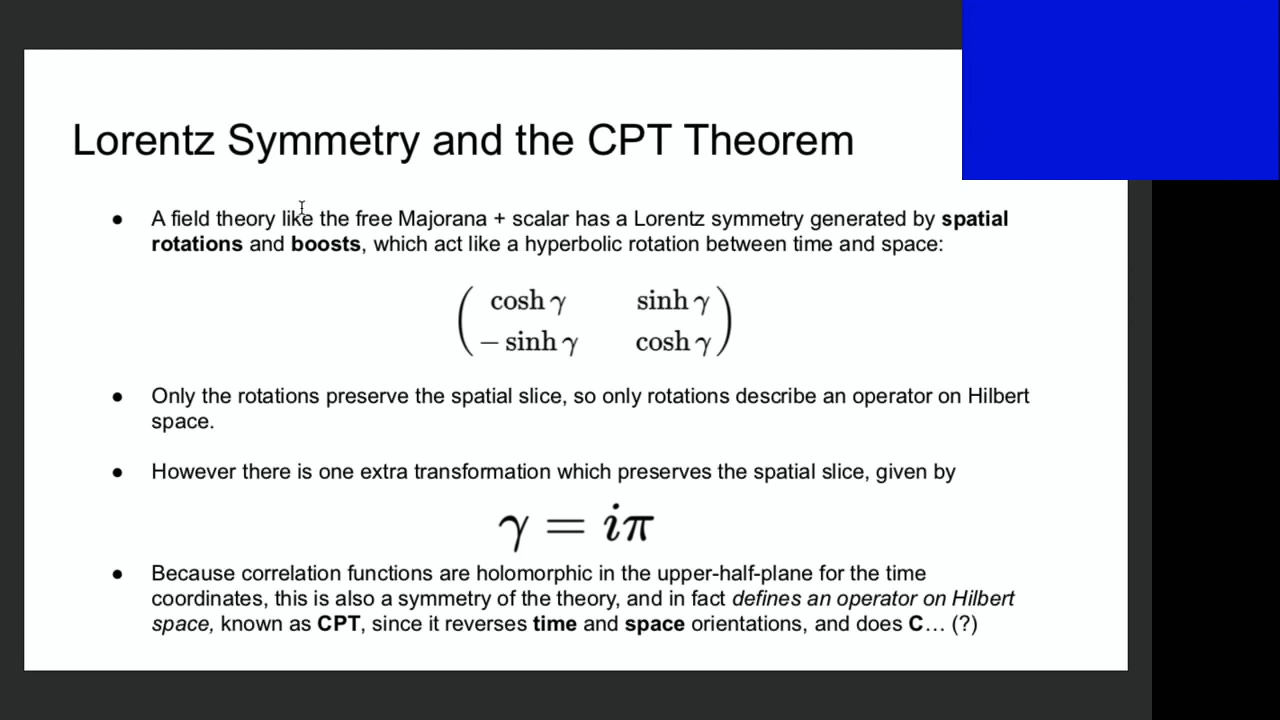 Lorentz Symmetry and the CPT Theorem
● A field theory like the free Majorana + scalar has a Lorentz symmetry generated by spatial
rotations and boosts, which act like a hyperbolic rotation between time and space:
( cosh γ sinh γ
− sinh γ cosh γ )
● Only the rotations preserve the spatial slice, so only rotations describe an operator on Hilbert
space.
● However there is one extra transformation which preserves the spatial slice, given by
γ = iπ
● Because correlation functions are holomorphic in the upper-half-plane for the time
coordinates, this is also a symmetry of the theory, and in fact defines an operator on Hilbert
space, known as CPT, since it reverses time and space orientations, and does C… (?)